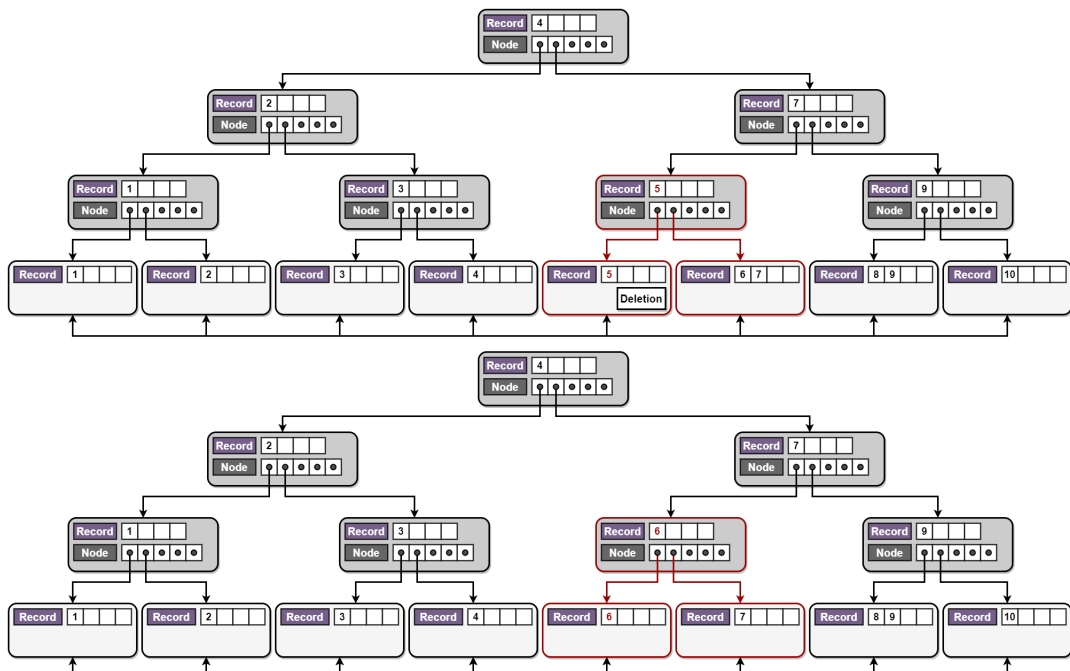 Record 4
Node
Record 2
Node
Record 7
Node
Record 1
Node
Record 3
Node
Record 5
Node
Record 9
Node
Record 1
Record 2
Record 3
Record 4
Record 5
Record 6 7
Record 8 9
Record 10
Deletion
Record 4
Node
Record 2
Node
Record 7
Node
Record 1
Node
Record 3
Node
Record 6
Node
Record 9
Node
Record 1
Record 2
Record 3
Record 4
Record 6
Record 7
Record 8 9
Record 10